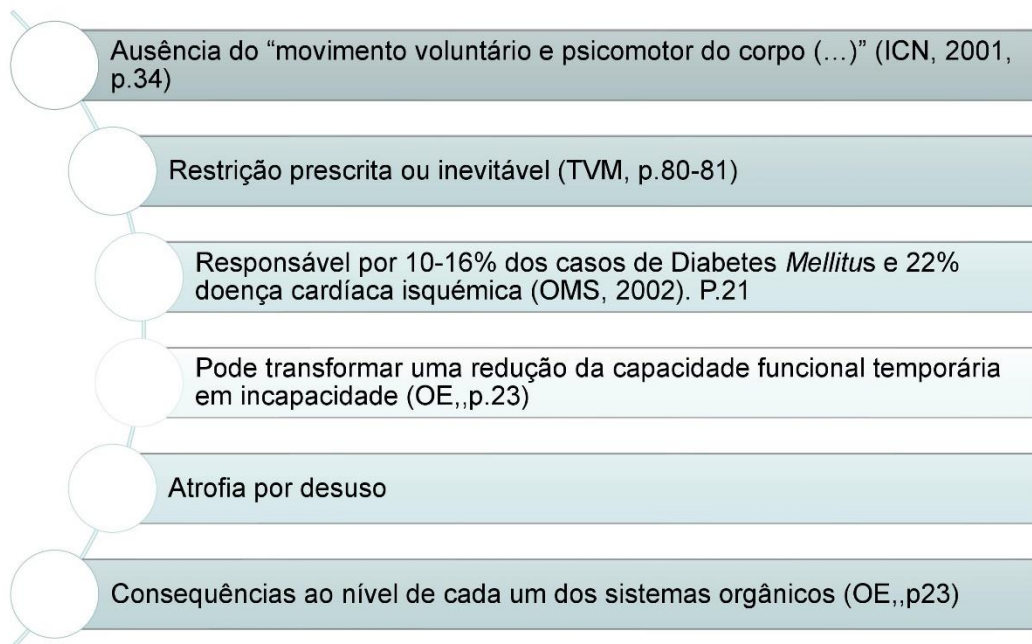 Ausência do “movimento voluntário e psicomotor do corpo (…)” (ICN, 2001,
p.34)
Restrição prescrita ou inevitável (TVM, p.80-81)
Responsável por 10-16% dos casos de Diabetes Mellitus e 22%
doença cardíaca isquémica (OMS, 2002). P.21
Pode transformar uma redução da capacidade funcional temporária
em incapacidade (OE,,p.23)
Atrofia por desuso
Consequências ao nível de cada um dos sistemas orgânicos (OE,,p23)